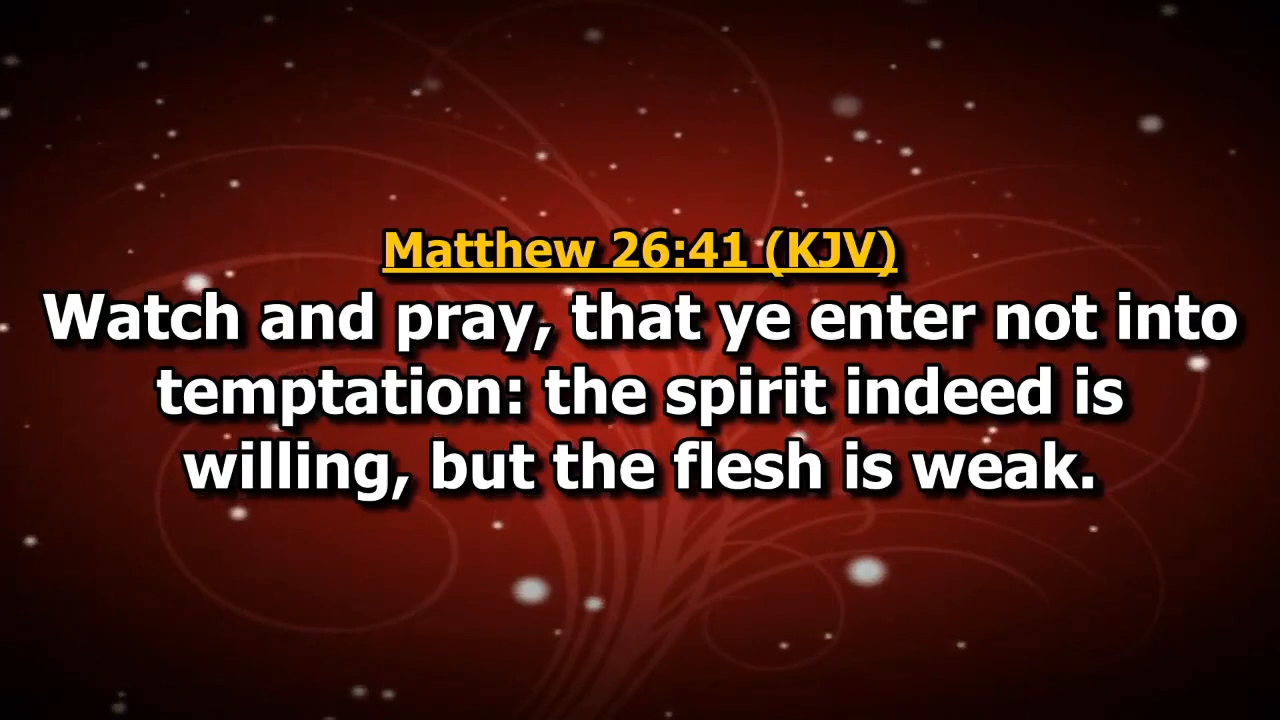 Matthew 26:41 (KJV)
Watch and pray, that ye enter not into
temptation: the spirit indeed is
willing, but the flesh is weak.